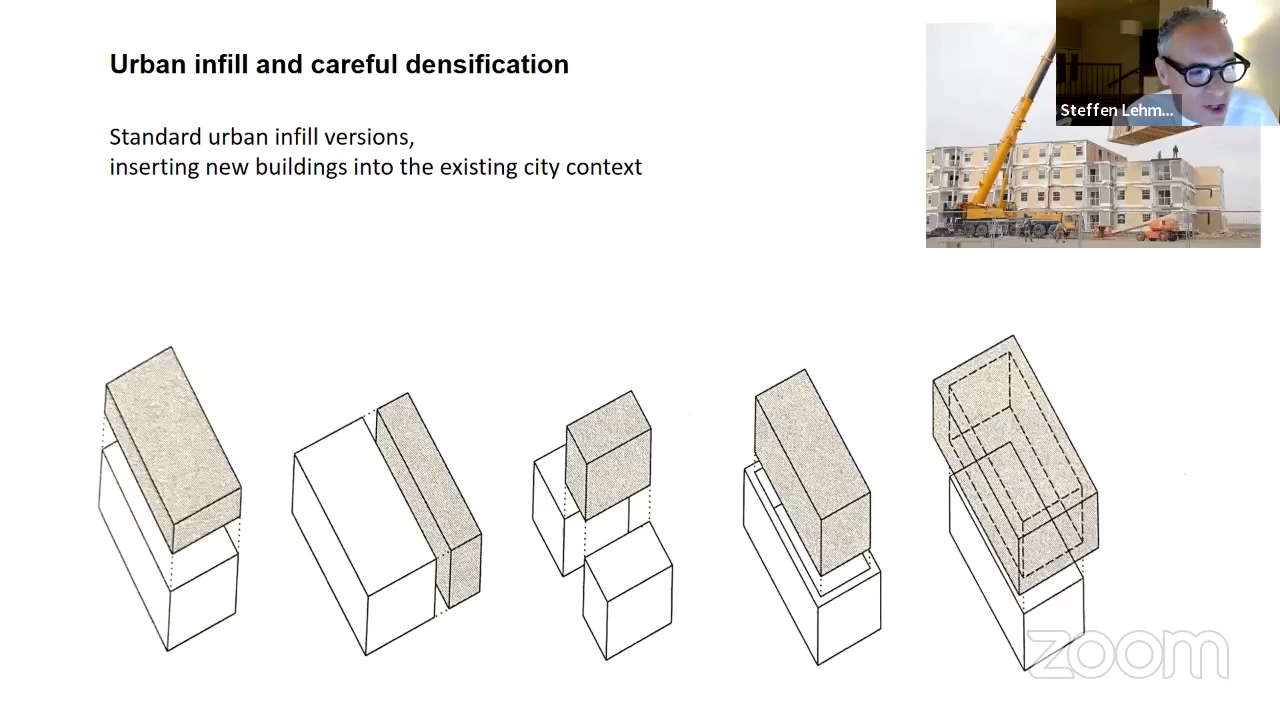 Urban infill and careful densification
Steffen Lehm...
Standard urban infill versions,
inserting new buildings into the existing city context
zoom